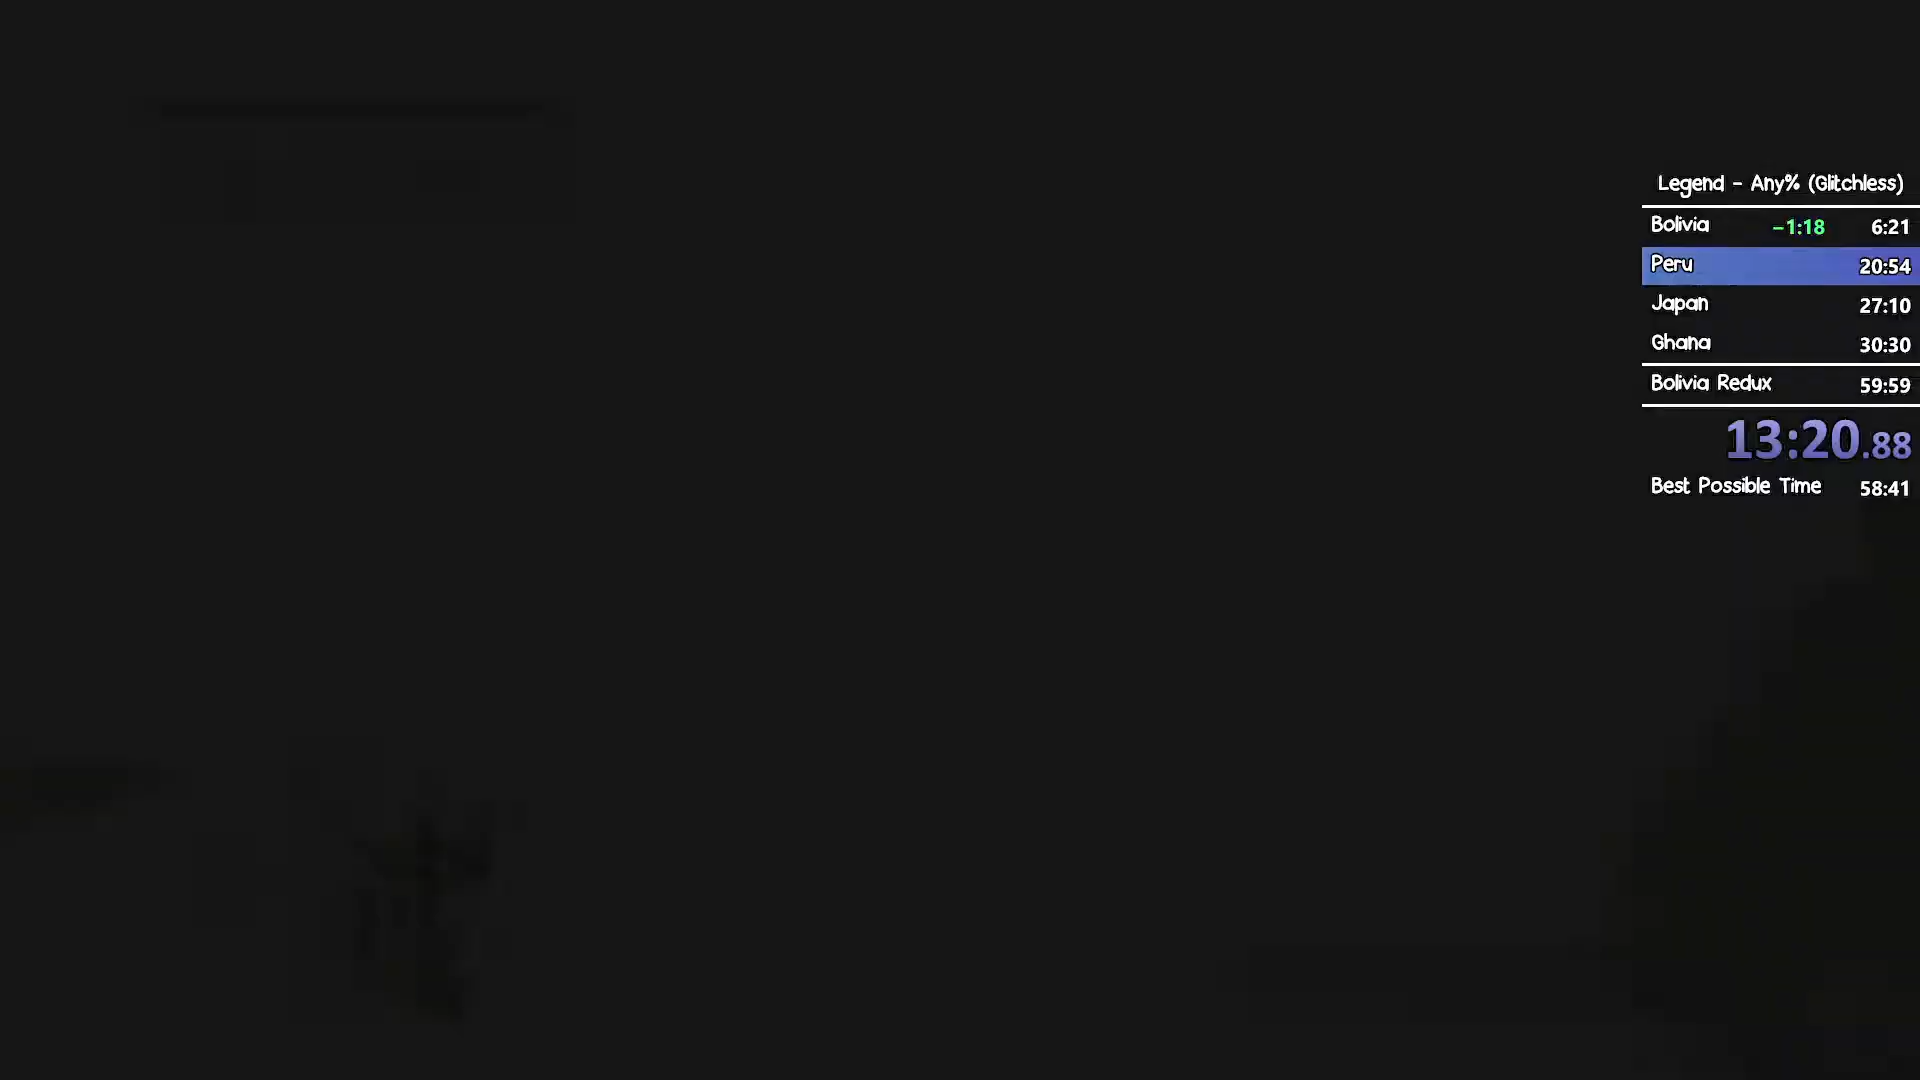 Legend - Any% (Glitchless)
Bolivia -1:18 6:21
Peru 20:54
Japan 27:10
Ghana 30:30
Bolivia Redux 59:59
13:20.88
Best Possible Time 58:41